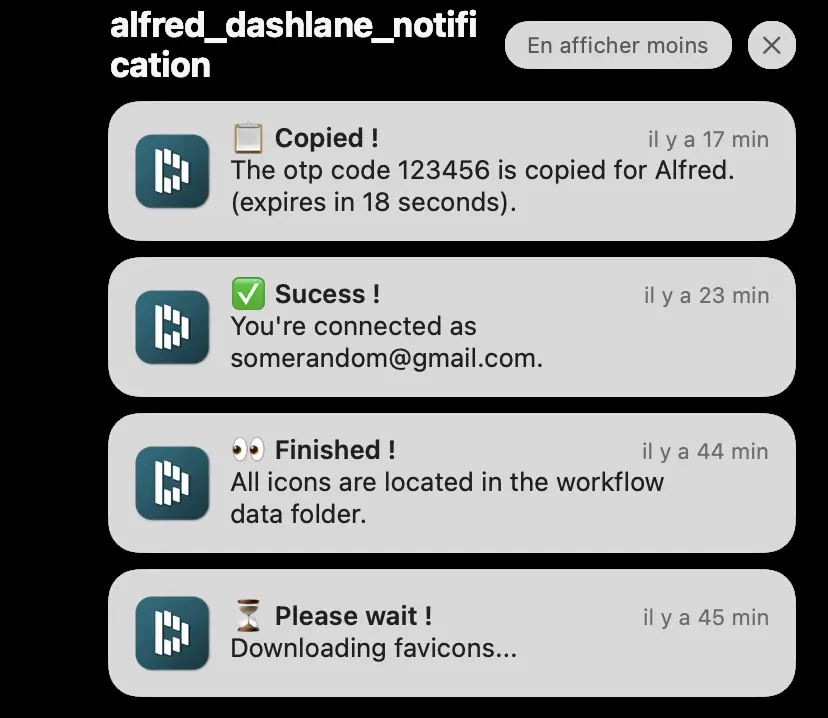 alfred_dashlane_notifi
cation
En afficher moins
📋 Copied !
il y a 17 min
The otp code 123456 is copied for Alfred.
(expires in 18 seconds).
✅ Sucess !
il y a 23 min
You're connected as
somerandom@gmail.com.
👀 Finished !
il y a 44 min
All icons are located in the workflow
data folder.
⏳ Please wait !
il y a 45 min
Downloading favicons...